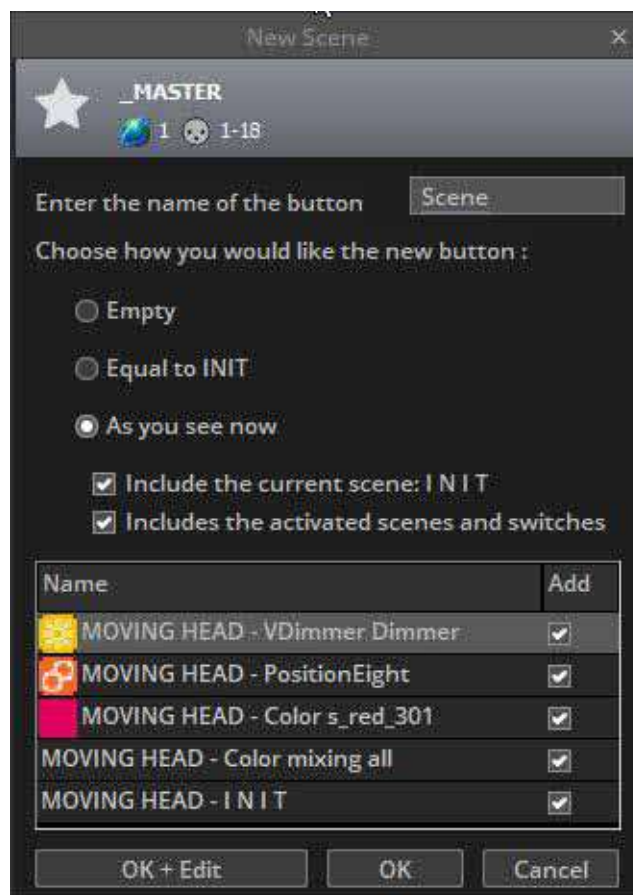 New Scene
_MASTER
1 1-18
Enter the name of the button Scene
Choose how you would like the new button :
Empty
Equal to INIT
As you see now
Include the current scene: I N I T
Includes the activated scenes and switches
Name Add
MOVING HEAD - VDimmer Dimmer
MOVING HEAD - PositionEight
MOVING HEAD - Color s_red_301
MOVING HEAD - Color mixing all
MOVING HEAD - I N I T
OK + Edit OK Cancel